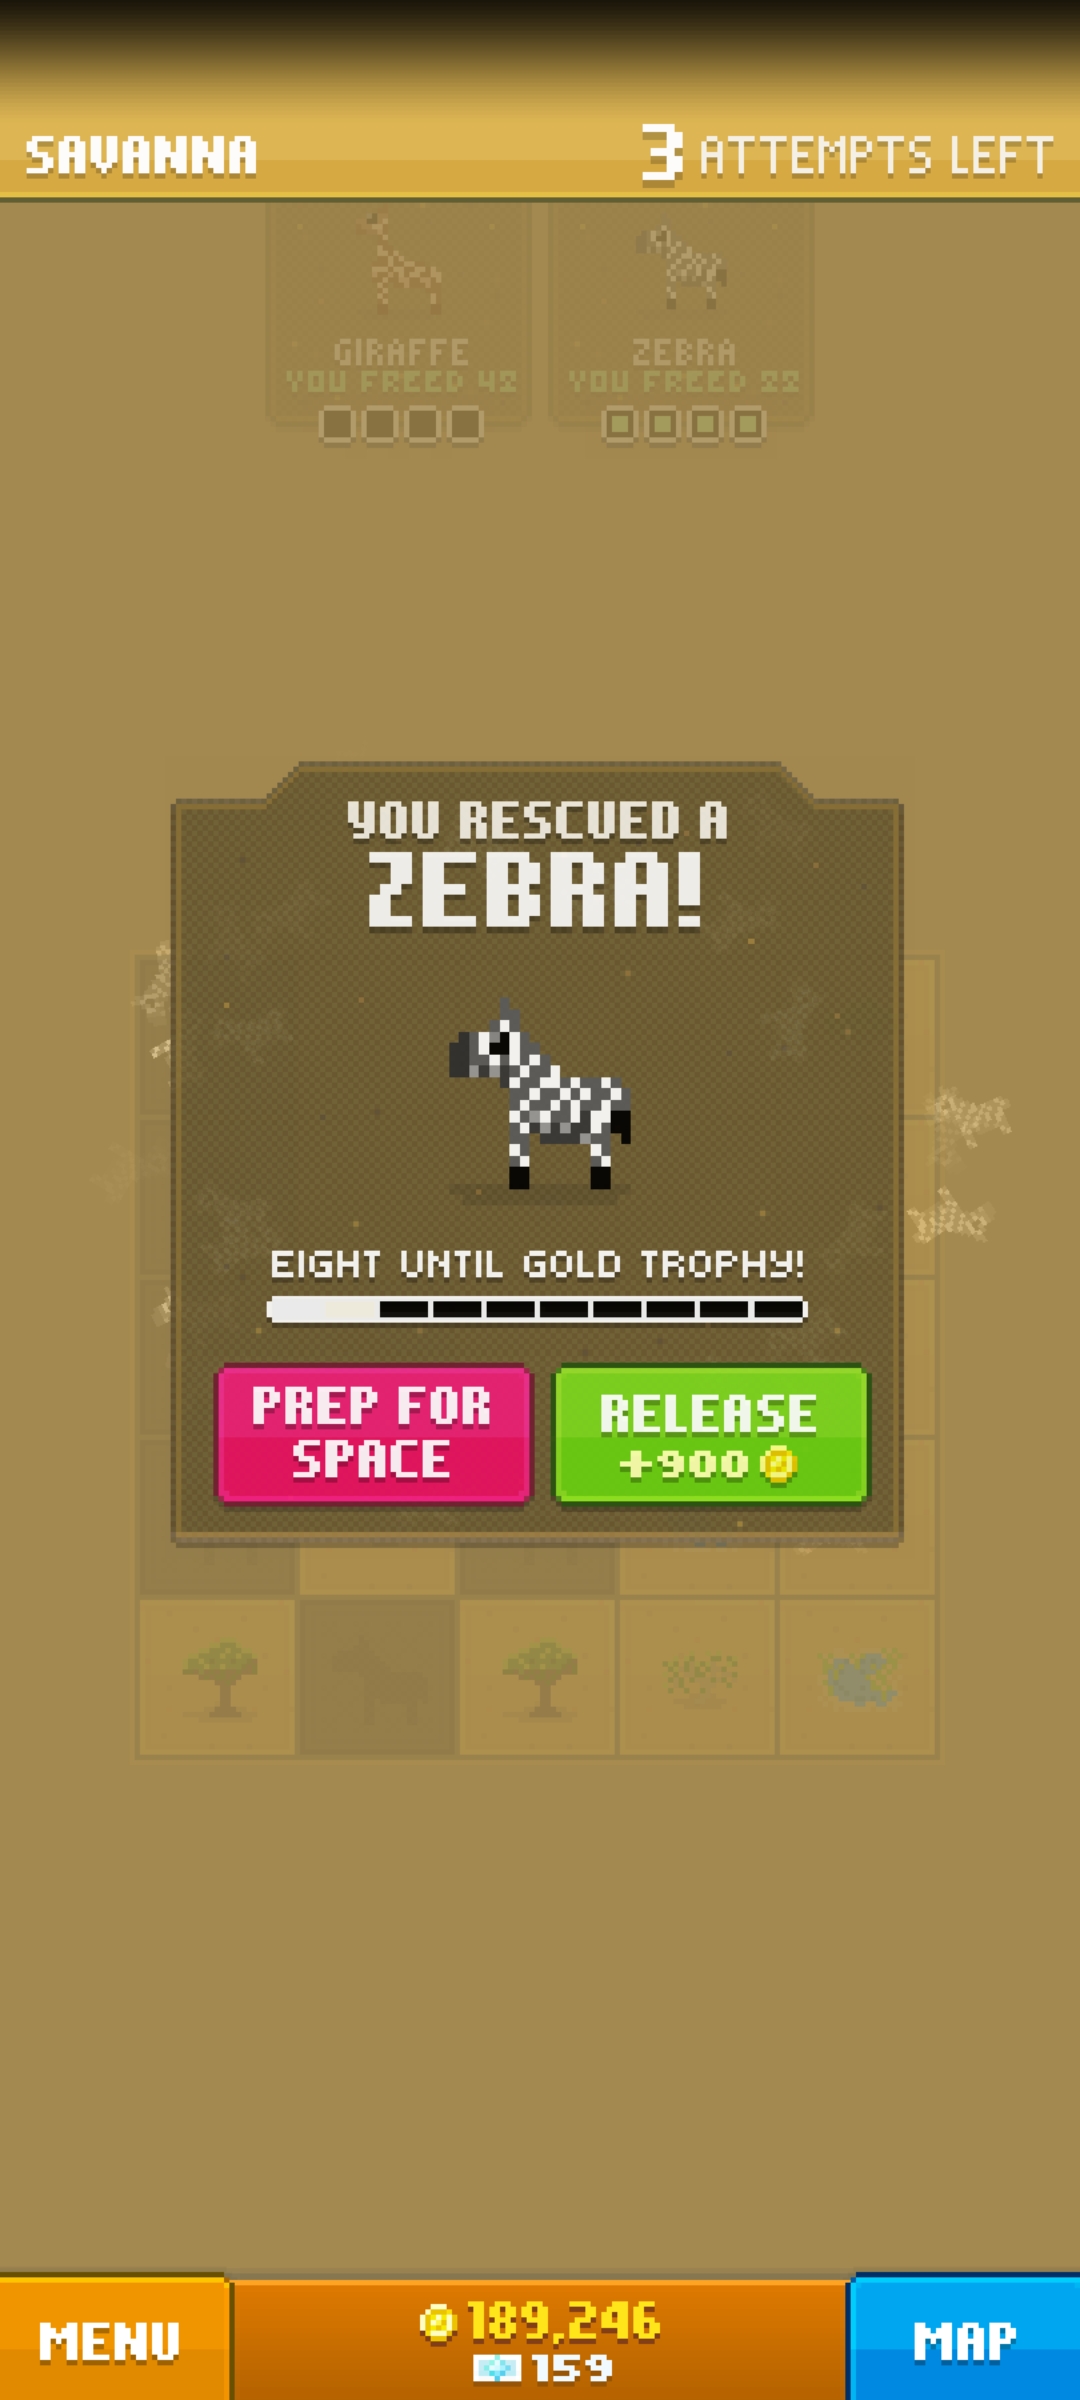 SAVANNA
3 ATTEMPTS LEFT
GIRAFFE
YOU FREED 42
ZEBRA
YOU FREED 22
YOU RESCUED A
ZEBRA!
EIGHT UNTIL GOLD TROPHY!
PREP FOR
SPACE
RELEASE
+900
MENU
189,246
159
MAP